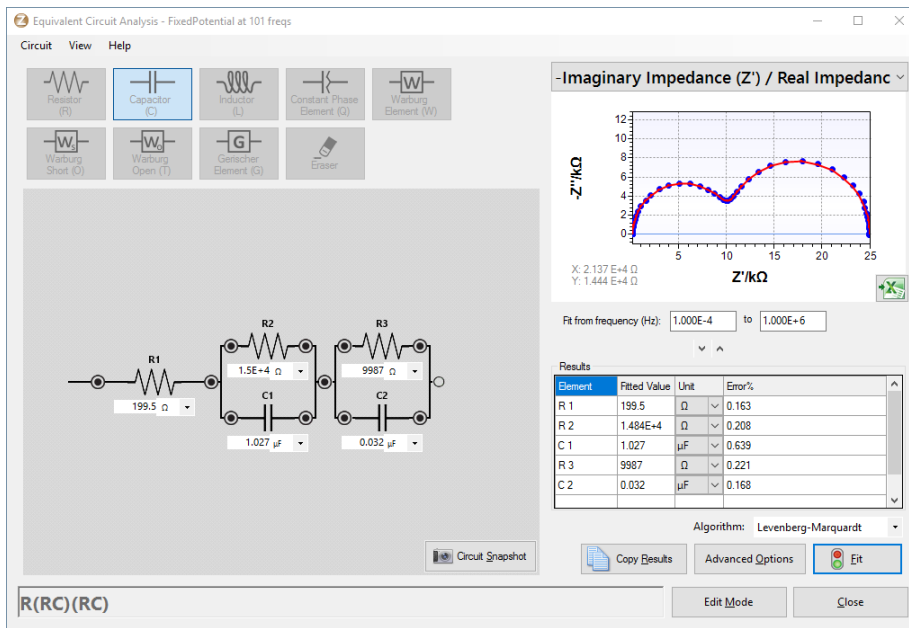 Equivalent Circuit Analysis - FixedPotential at 101 freqs
Circuit View Help
Resistor
(R)
Capacitor
(C)
Inductor
(L)
Constant Phase
Element (Q)
W
Warburg
Element (W)
Ws
Warburg
Short (O)
Wo
Warburg
Open (T)
G
Gerischer
Element (G)
Eraser
-Imaginary Impedance (Z') / Real Impedanc
-Z''/kΩ
12
10
8
6
4
2
0
5 10 15 20 25
Z'/kΩ
X: 2.137 E+4 Ω
Y: 1.444 E+4 Ω
Fit from frequency (Hz): 1.000E-4 to 1.000E+6
R1
199.5 Ω
R2
1.5E+4 Ω
C1
1.027 µF
R3
9987 Ω
C2
0.032 µF
Results
Element Fitted Value Unit Error%
R 1 199.5 Ω 0.163
R 2 1.484E+4 Ω 0.208
C 1 1.027 µF 0.639
R 3 9987 Ω 0.221
C 2 0.032 µF 0.168
Algorithm: Levenberg-Marquardt
Circuit Snapshot
Copy Results
Advanced Options
Fit
R(RC)(RC)
Edit Mode
Close